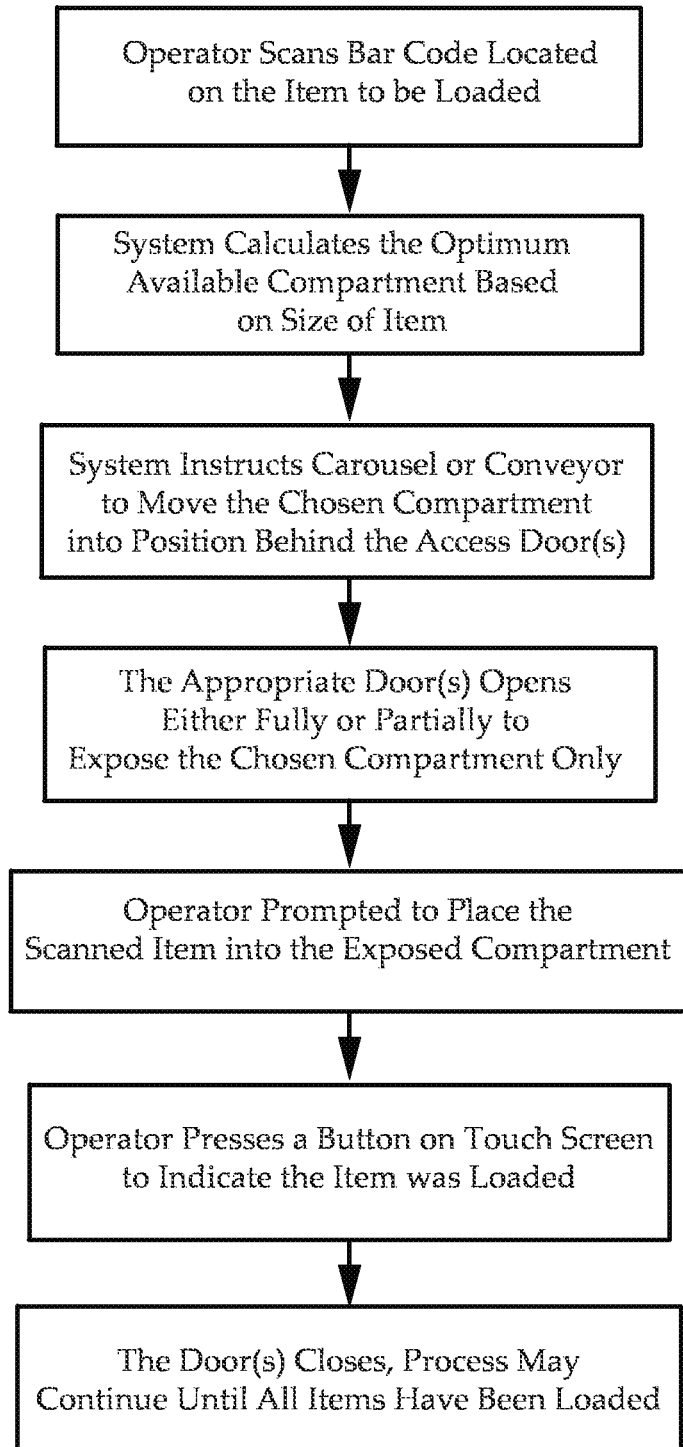 Operator Scans Bar Code Located
on the Item to be Loaded
System Calculates the Optimum
Available Compartment Based
on Size of Item
System Instructs Carousel or Conveyor
to Move the Chosen Compartment
into Position Behind the Access Door(s)
The Appropriate Door(s) Opens
Either Fully or Partially to
Expose the Chosen Compartment Only
Operator Prompted to Place the
Scanned Item into the Exposed Compartment
Operator Presses a Button on Touch Screen
to Indicate the Item was Loaded
The Door(s) Closes, Process May
Continue Until All Items Have Been Loaded